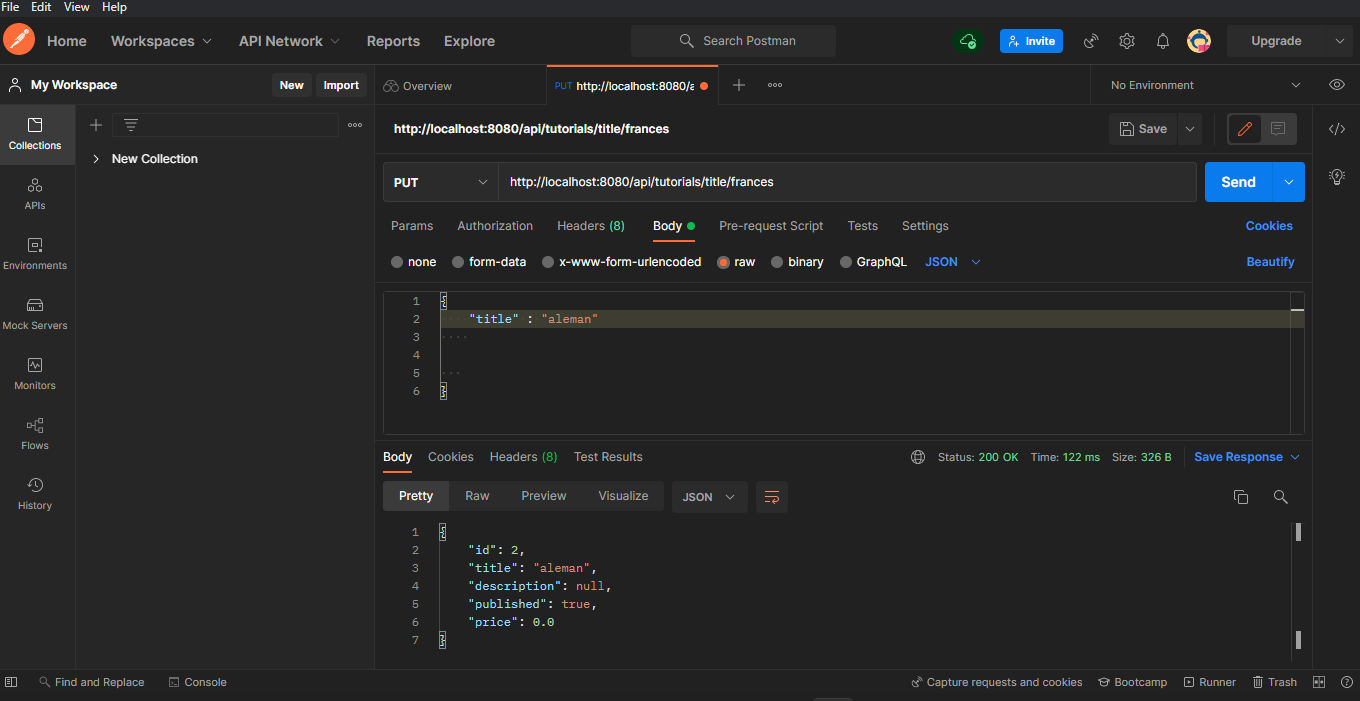 File Edit View Help
Home Workspaces API Network Reports Explore Search Postman Invite Upgrade
My Workspace New Import Overview PUT http://localhost:8080/a No Environment
Collections
New Collection
APIs
Environments
Mock Servers
Monitors
Flows
History
http://localhost:8080/api/tutorials/title/frances Save
PUT http://localhost:8080/api/tutorials/title/frances Send
Params Authorization Headers (8) Body Pre-request Script Tests Settings Cookies
none form-data x-www-form-urlencoded raw binary GraphQL JSON Beautify
1 {
2 "title" : "aleman"
3
4
5
6 }
Body Cookies Headers (8) Test Results Status: 200 OK Time: 122 ms Size: 326 B Save Response
Pretty Raw Preview Visualize JSON
1 {
2 "id": 2,
3 "title": "aleman",
4 "description": null,
5 "published": true,
6 "price": 0.0
7 }
Find and Replace Console Capture requests and cookies Bootcamp Runner Trash